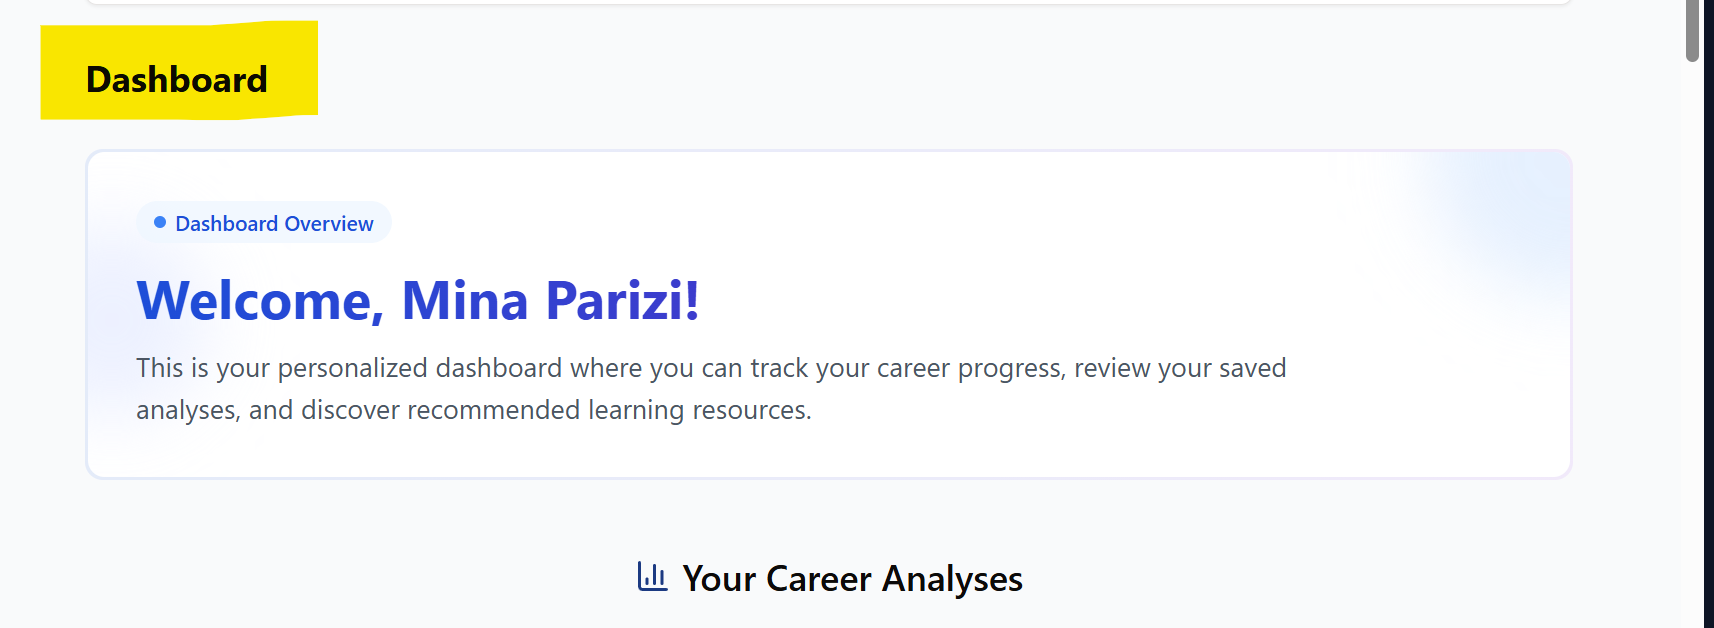 Dashboard
Dashboard Overview
Welcome, Mina Parizi!
This is your personalized dashboard where you can track your career progress, review your saved
analyses, and discover recommended learning resources.
Your Career Analyses